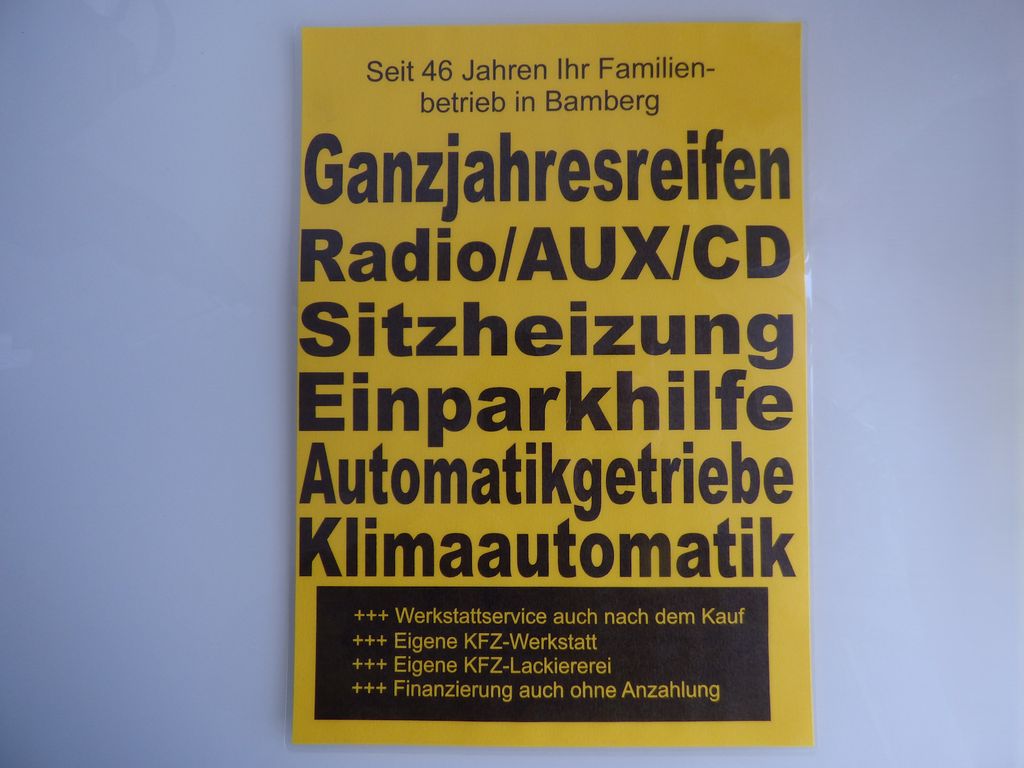 Seit 46 Jahren Ihr Familien-
betrieb in Bamberg
Ganzjahresreifen
Radio/AUX/CD
Sitzheizung
Einparkhilfe
Automatikgetriebe
Klimaautomatik
+++ Werkstattservice auch nach dem Kauf
+++ Eigene KFZ-Werkstatt
+++ Eigene KFZ-Lackiererei
+++ Finanzierung auch ohne Anzahlung